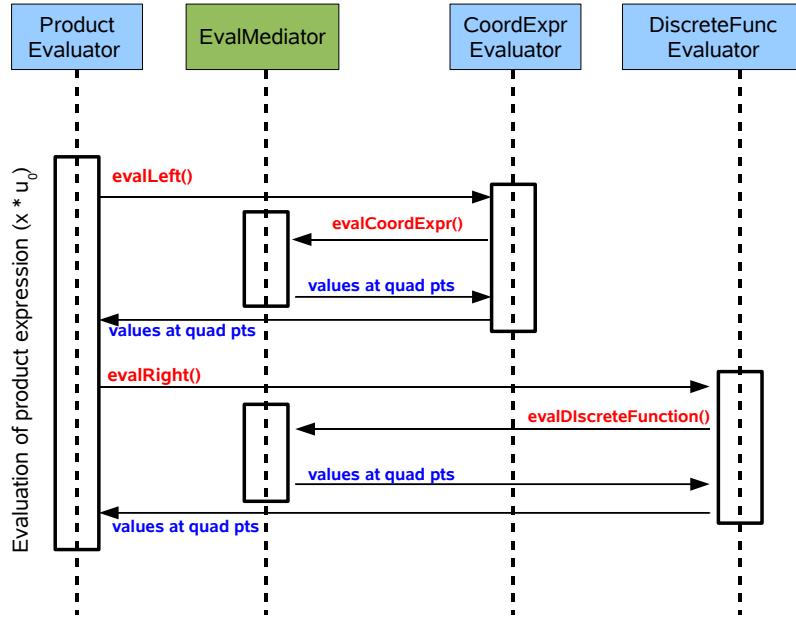 Product
Evaluator
EvalMediator
CoordExpr
Evaluator
DiscreteFunc
Evaluator
Evaluation of product expression (x * u₀)
evalLeft()
evalCoordExpr()
values at quad pts
values at quad pts
evalRight()
evalDIscreteFunction()
values at quad pts
values at quad pts